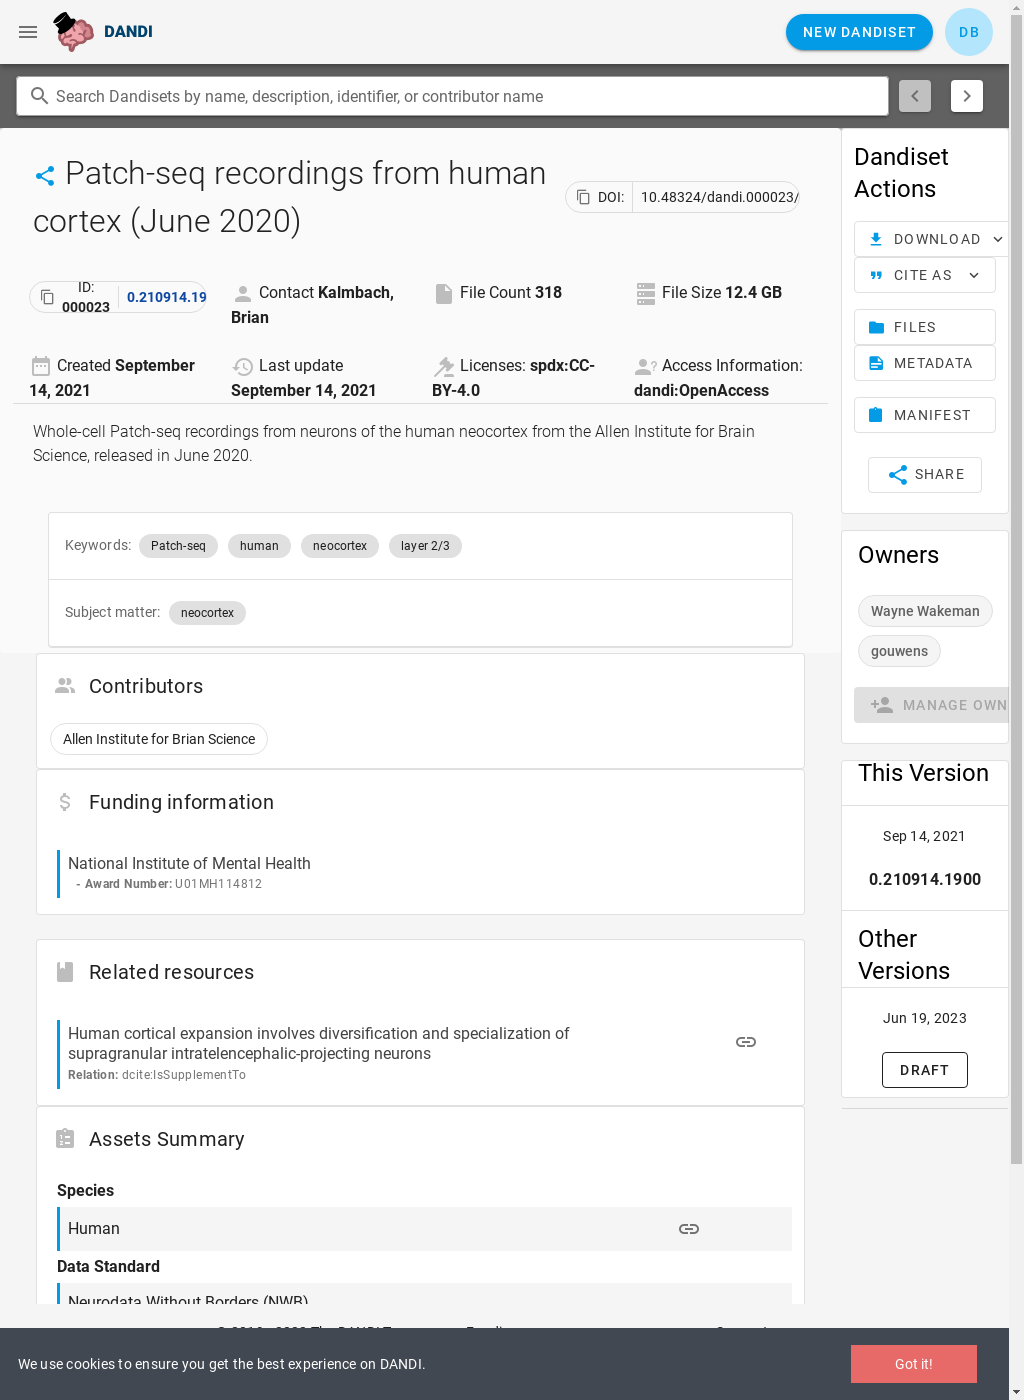 DANDI
NEW DANDISET
DB
Search Dandisets by name, description, identifier, or contributor name
Patch-seq recordings from human
cortex (June 2020)
DOI: 10.48324/dandi.000023/
ID:
000023
0.210914.19
Contact Kalmbach,
Brian
File Count 318
File Size 12.4 GB
Created September
14, 2021
Last update
September 14, 2021
Licenses: spdx:CC-
BY-4.0
Access Information:
dandi:OpenAccess
Whole-cell Patch-seq recordings from neurons of the human neocortex from the Allen Institute for Brain
Science, released in June 2020.
Keywords: Patch-seq human neocortex layer 2/3
Subject matter: neocortex
Contributors
Allen Institute for Brian Science
Funding information
National Institute of Mental Health
- Award Number: U01MH114812
Related resources
Human cortical expansion involves diversification and specialization of
supragranular intratelencephalic-projecting neurons
Relation: dcite:IsSupplementTo
Assets Summary
Species
Human
Data Standard
Neurodata Without Borders (NWB)
Dandiset
Actions
DOWNLOAD
CITE AS
FILES
METADATA
MANIFEST
SHARE
Owners
Wayne Wakeman
gouwens
MANAGE OWN
This Version
Sep 14, 2021
0.210914.1900
Other
Versions
Jun 19, 2023
DRAFT
We use cookies to ensure you get the best experience on DANDI.
Got it!